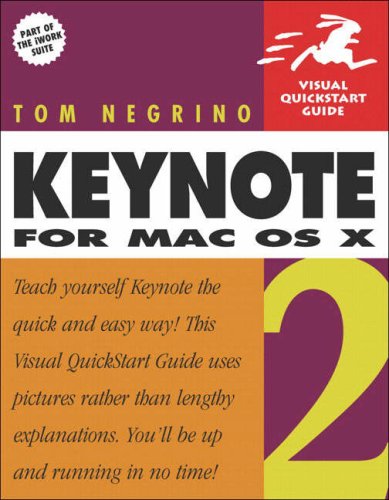 PART OF
THE iWORK
SUITE
VISUAL
QUICKSTART
GUIDE
TOM NEGRINO
KEYNOTE
FOR MAC OS X
2
Teach yourself Keynote the
quick and easy way! This
Visual QuickStart Guide uses
pictures rather than lengthy
explanations. You'll be up
and running in no time!